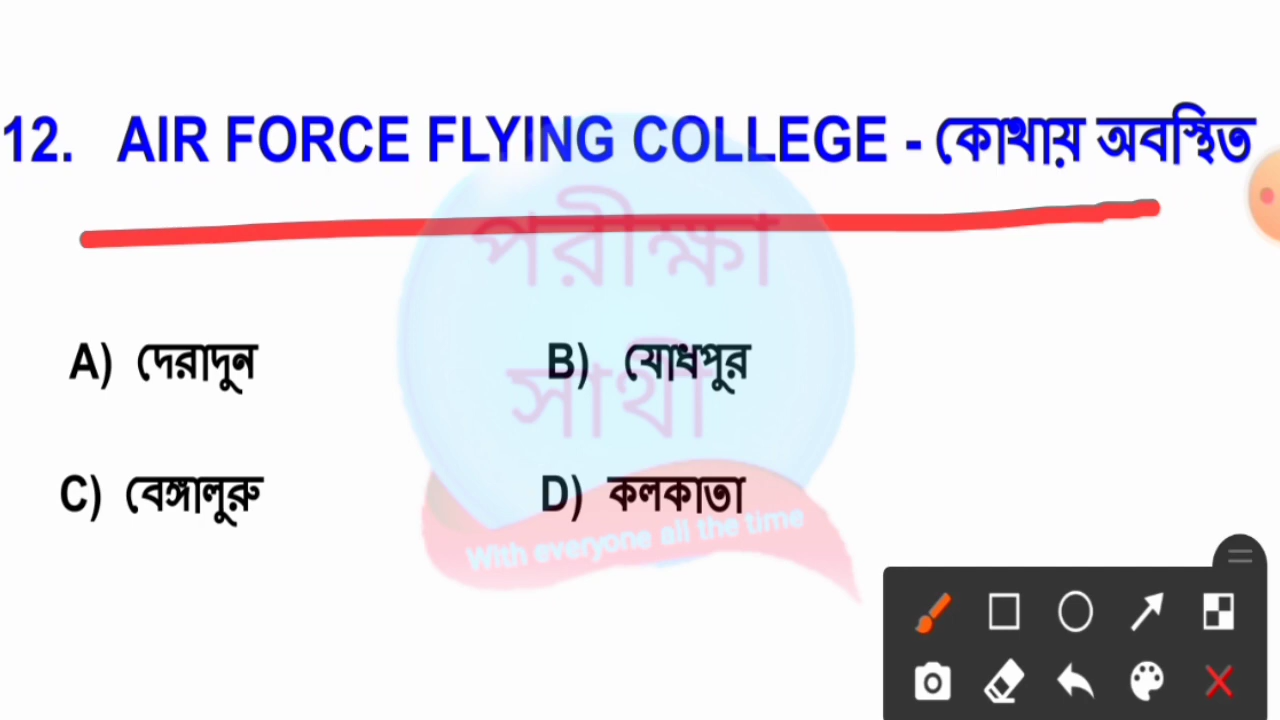 12. AIR FORCE FLYING COLLEGE - কোথায় অবস্থিত
পরীক্ষা
A) দেরাদুন B) যোধপুর
সাথী
C) বেঙ্গালুরু D) কলকাতা
With everyone all the time